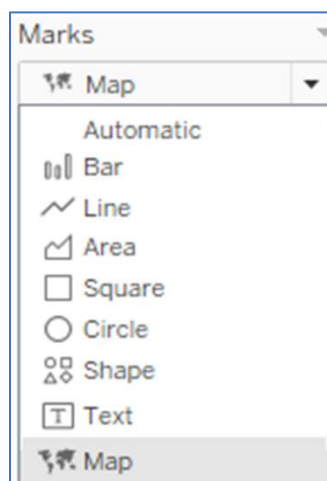 Marks
Map
Automatic
Bar
Line
Area
Square
Circle
Shape
T Text
Map